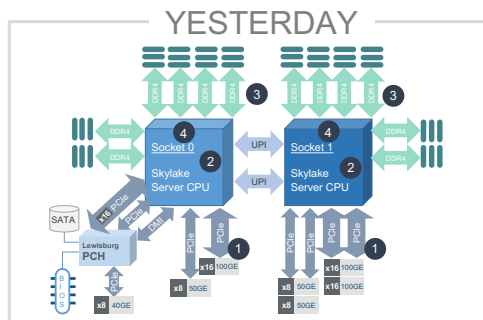 YESTERDAY
DDR4 DDR4 DDR4 DDR4
DDR4 DDR4 DDR4 DDR4
3
3
4
4
DDR4
DDR4
Socket 0
2
Skylake
Server CPU
UPI
UPI
Socket 1
2
Skylake
Server CPU
DDR4
DDR4
x16 PCIe
PCIe
DMI
SATA
Lewisburg
PCH
BIOS
PCIe
x8 40GE
PCIe
PCIe
1
x16 100GE
x8 50GE
PCIe
PCIe
PCIe
PCIe
1
x16 100GE
x16 100GE
x8 50GE
x8 50GE